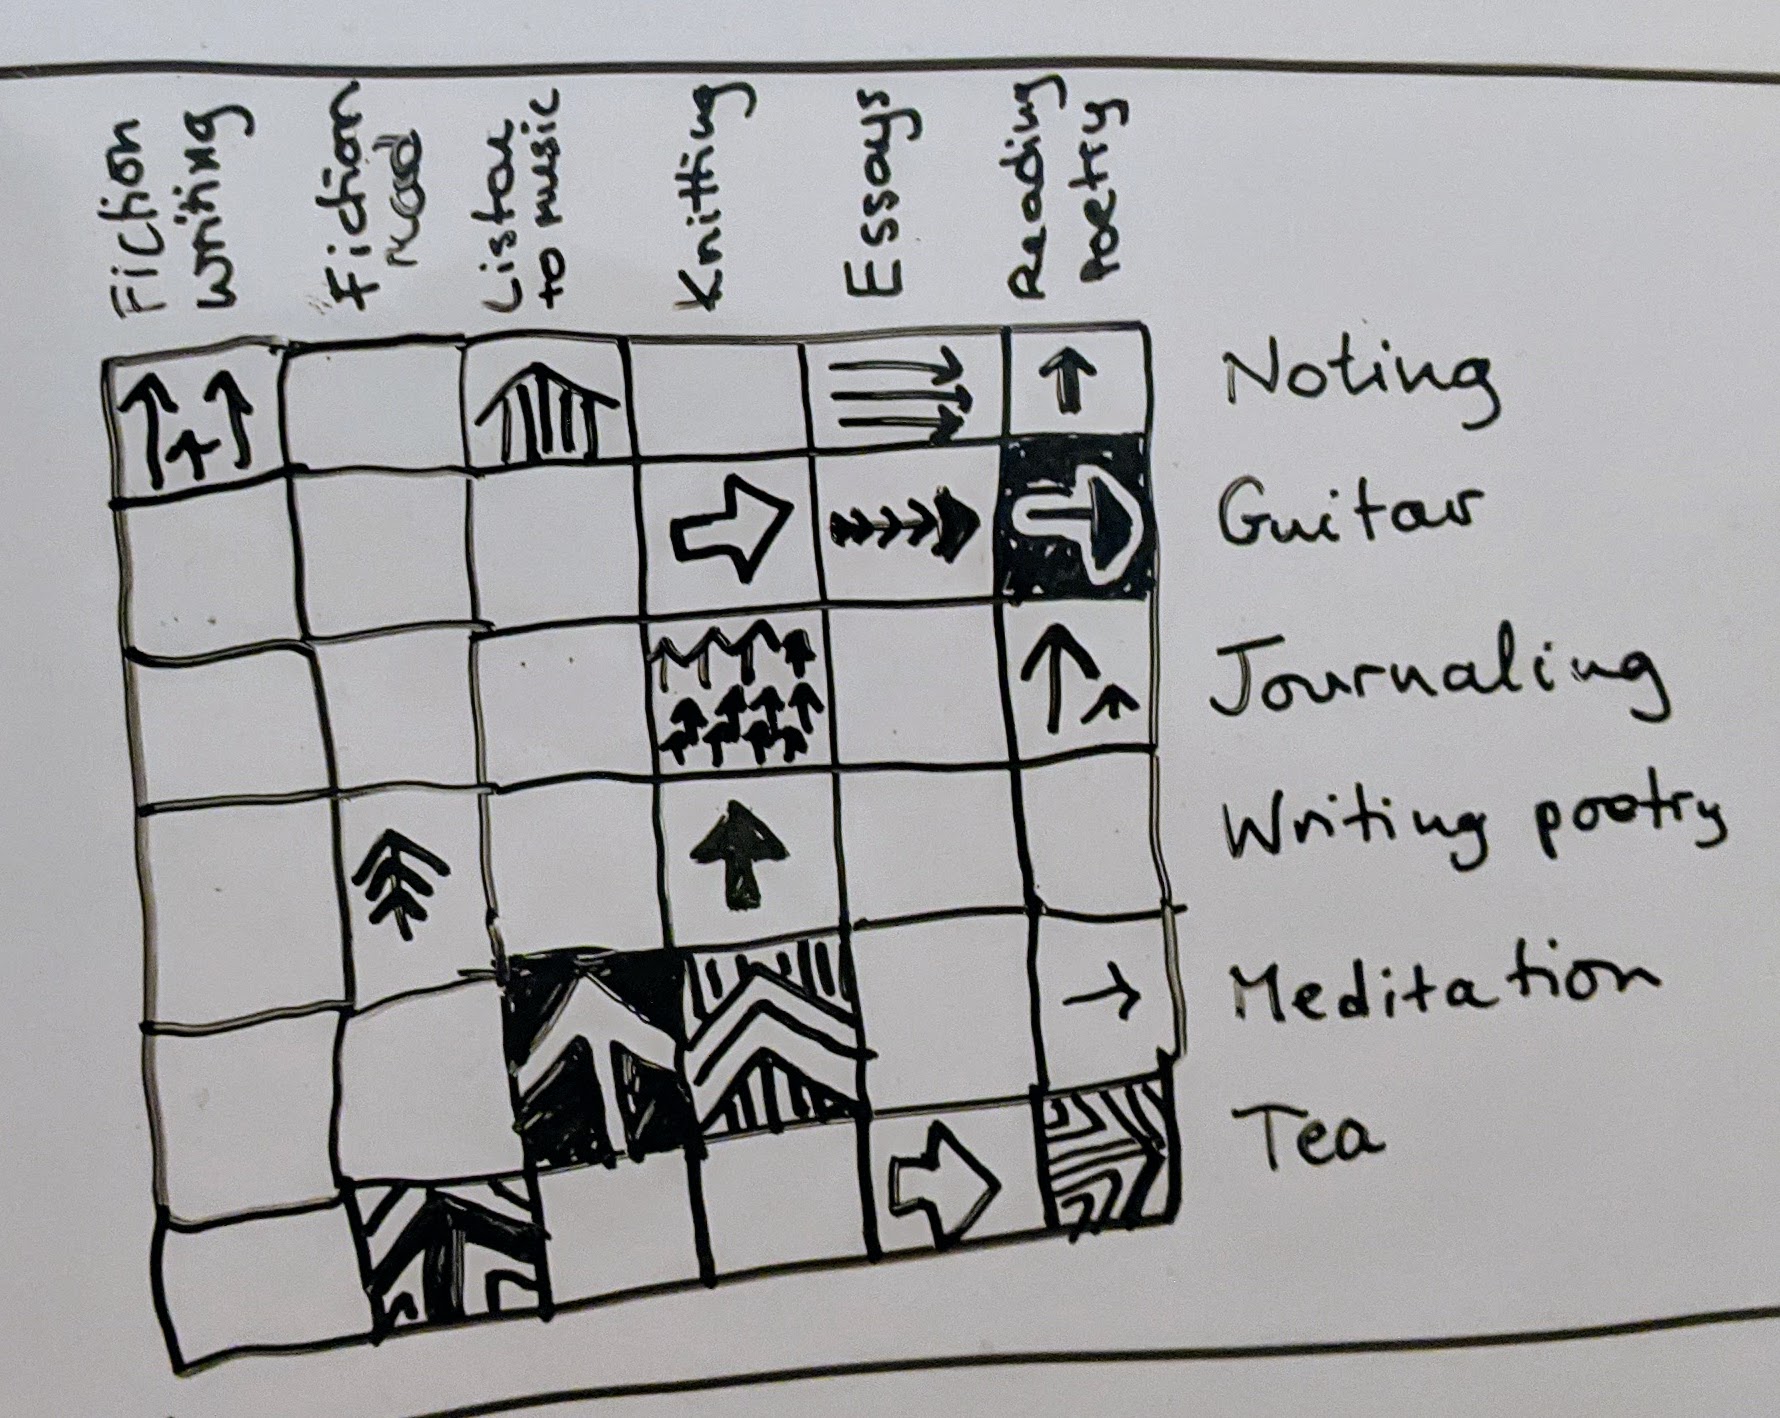 Fiction
writing
Fiction
read
Listen
to music
Knitting
Essays
Reading
poetry
Noting
Guitar
Journaling
Writing poetry
Meditation
Tea